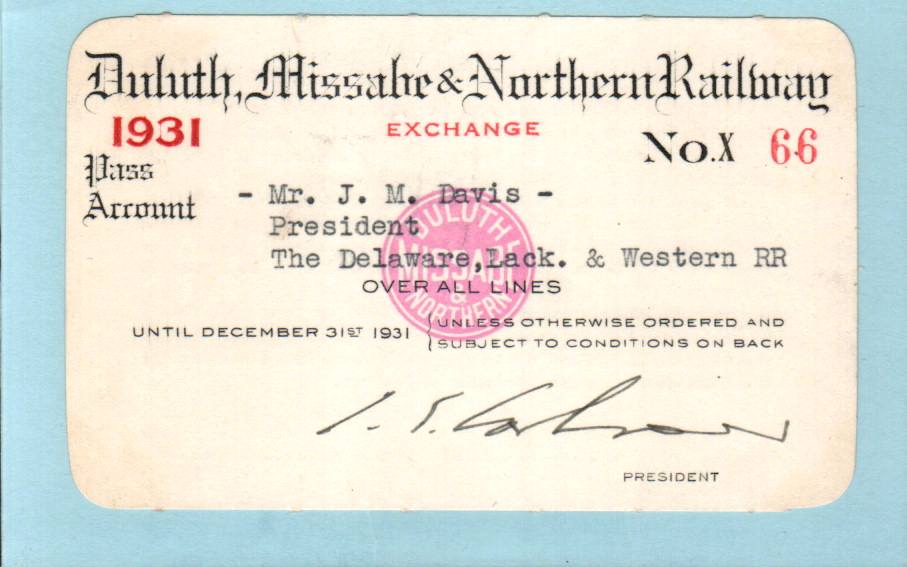 Duluth, Missabe & Northern Railway
1931
EXCHANGE
No. X 66
Pass
Account
- Mr. J. M. Davis -
President
The Delaware,Lack. & Western RR
DULUTH
MISSABE
&
NORTHERN
OVER ALL LINES
UNTIL DECEMBER 31ST 1931 { UNLESS OTHERWISE ORDERED AND
SUBJECT TO CONDITIONS ON BACK
PRESIDENT